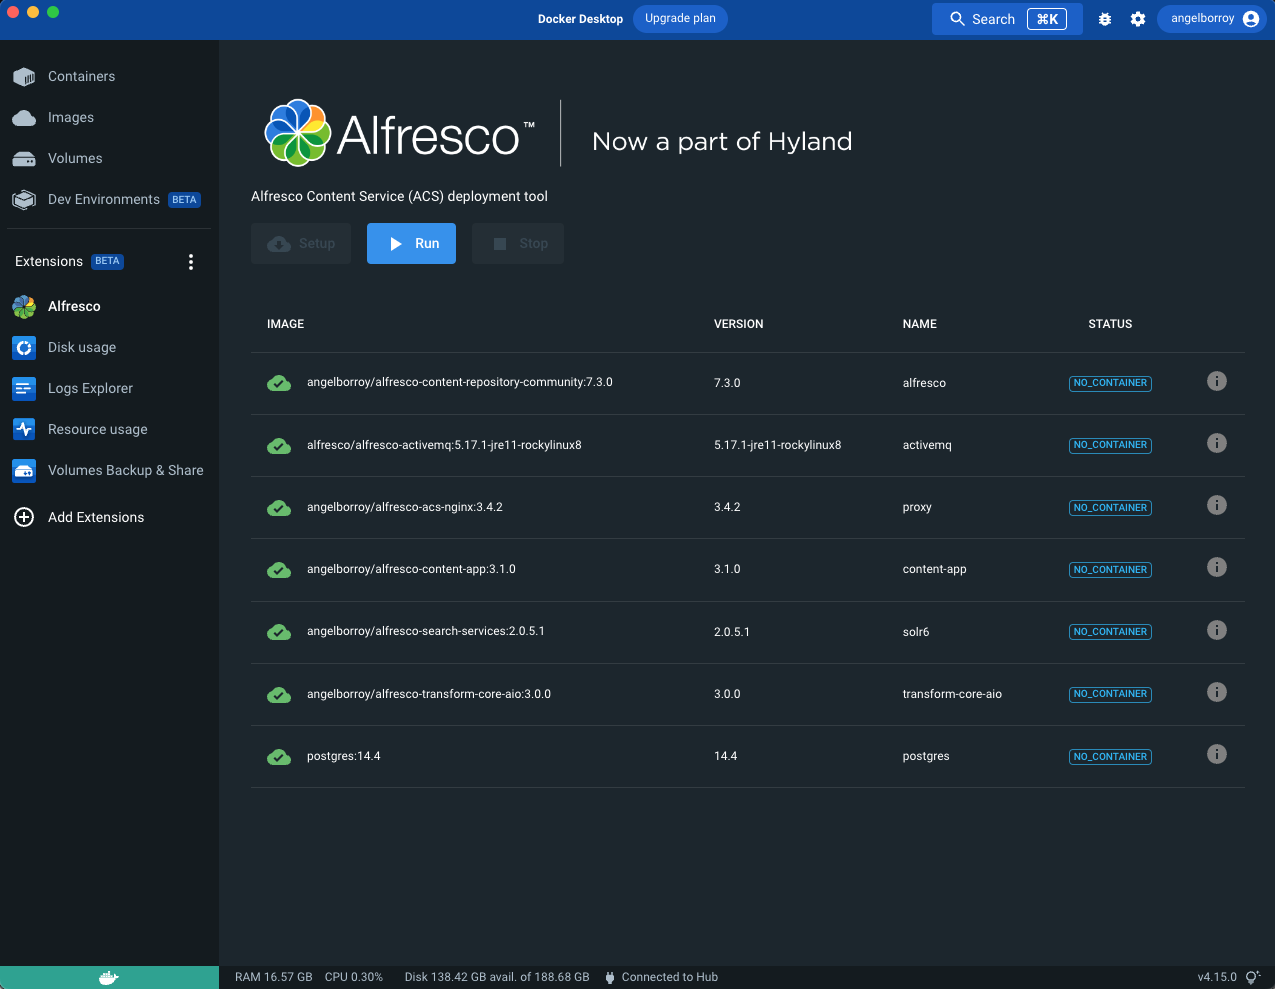 Docker Desktop Upgrade plan Search ⌘K angelborroy
Containers
Images
Volumes
Dev Environments BETA
Extensions BETA
Alfresco
Disk usage
Logs Explorer
Resource usage
Volumes Backup & Share
Add Extensions
Alfresco™ Now a part of Hyland
Alfresco Content Service (ACS) deployment tool
Setup Run Stop
IMAGE VERSION NAME STATUS
angelborroy/alfresco-content-repository-community:7.3.0 7.3.0 alfresco NO_CONTAINER
alfresco/alfresco-activemq:5.17.1-jre11-rockylinux8 5.17.1-jre11-rockylinux8 activemq NO_CONTAINER
angelborroy/alfresco-acs-nginx:3.4.2 3.4.2 proxy NO_CONTAINER
angelborroy/alfresco-content-app:3.1.0 3.1.0 content-app NO_CONTAINER
angelborroy/alfresco-search-services:2.0.5.1 2.0.5.1 solr6 NO_CONTAINER
angelborroy/alfresco-transform-core-aio:3.0.0 3.0.0 transform-core-aio NO_CONTAINER
postgres:14.4 14.4 postgres NO_CONTAINER
RAM 16.57 GB CPU 0.30% Disk 138.42 GB avail. of 188.68 GB Connected to Hub v4.15.0